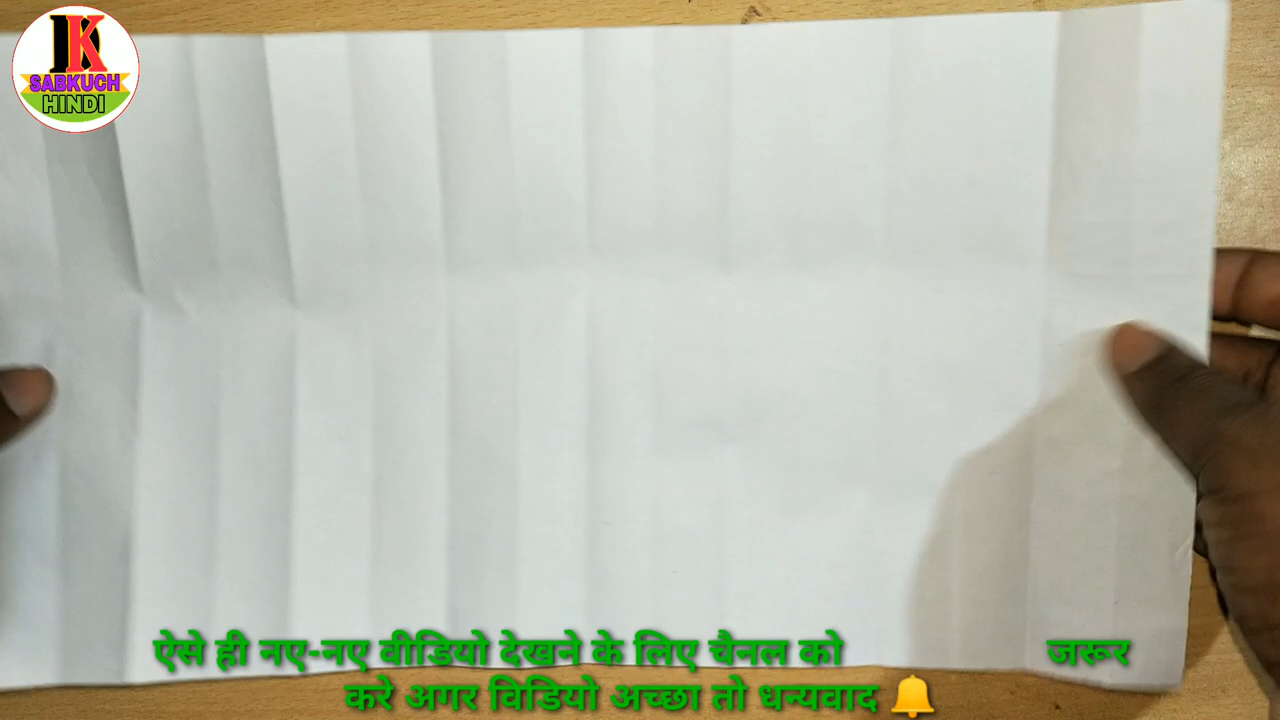 K
SABKUCH
HINDI
ऐसे ही नए-नए वीडियो देखने के लिए चैनल को जरूर
करे अगर विडियो अच्छा तो धन्यवाद